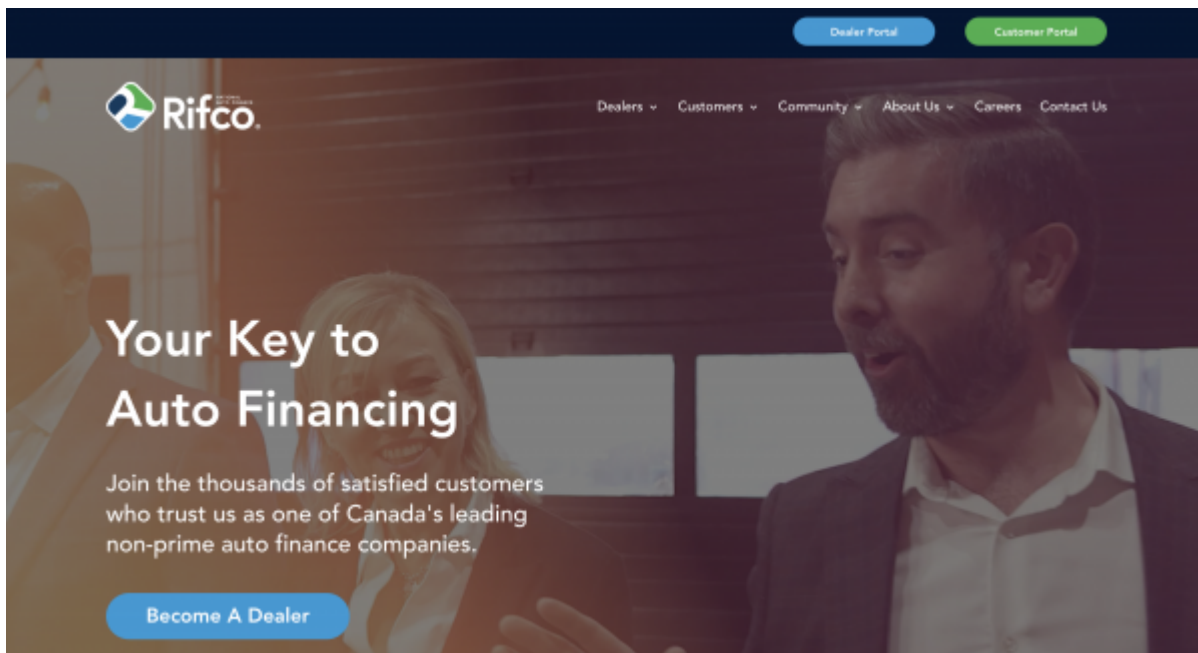 Dealer Portal
Customer Portal
Rifco.
Dealers
Customers
Community
About Us
Careers
Contact Us
Your Key to
Auto Financing
Join the thousands of satisfied customers
who trust us as one of Canada's leading
non-prime auto finance companies.
Become A Dealer